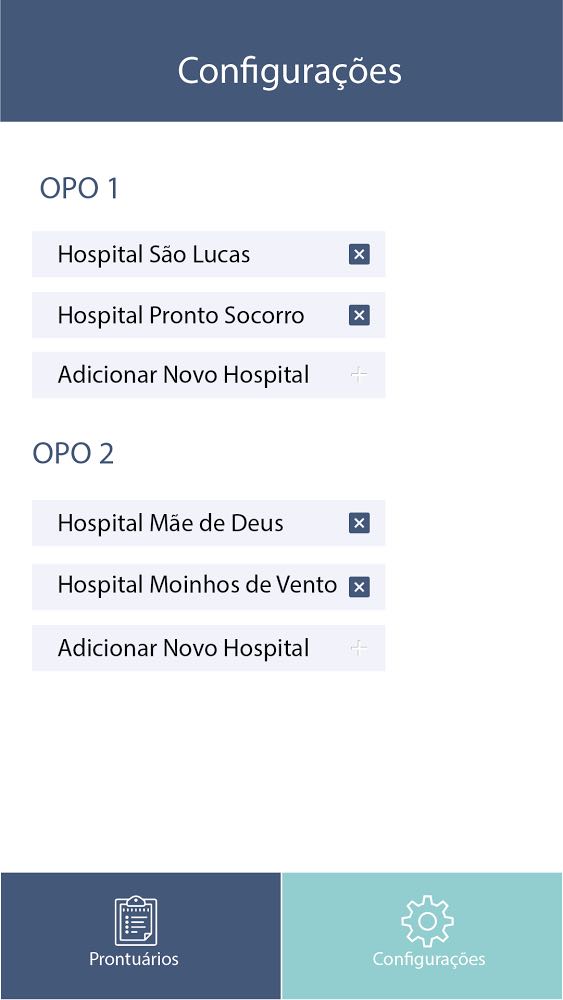 Configurações
OPO 1
Hospital São Lucas
Hospital Pronto Socorro
Adicionar Novo Hospital
OPO 2
Hospital Mãe de Deus
Hospital Moinhos de Vento
Adicionar Novo Hospital
Prontuários
Configurações